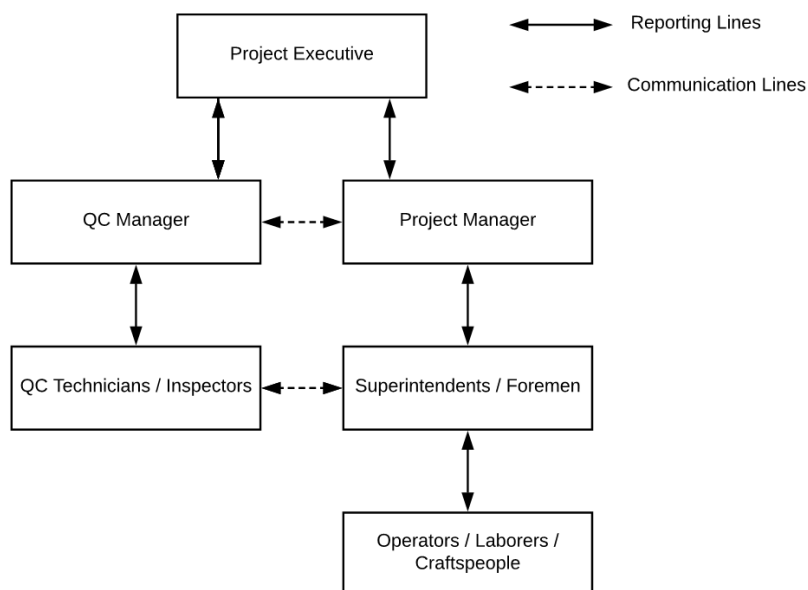 Project Executive
Reporting Lines
Communication Lines
QC Manager
Project Manager
QC Technicians / Inspectors
Superintendents / Foremen
Operators / Laborers /
Craftspeople